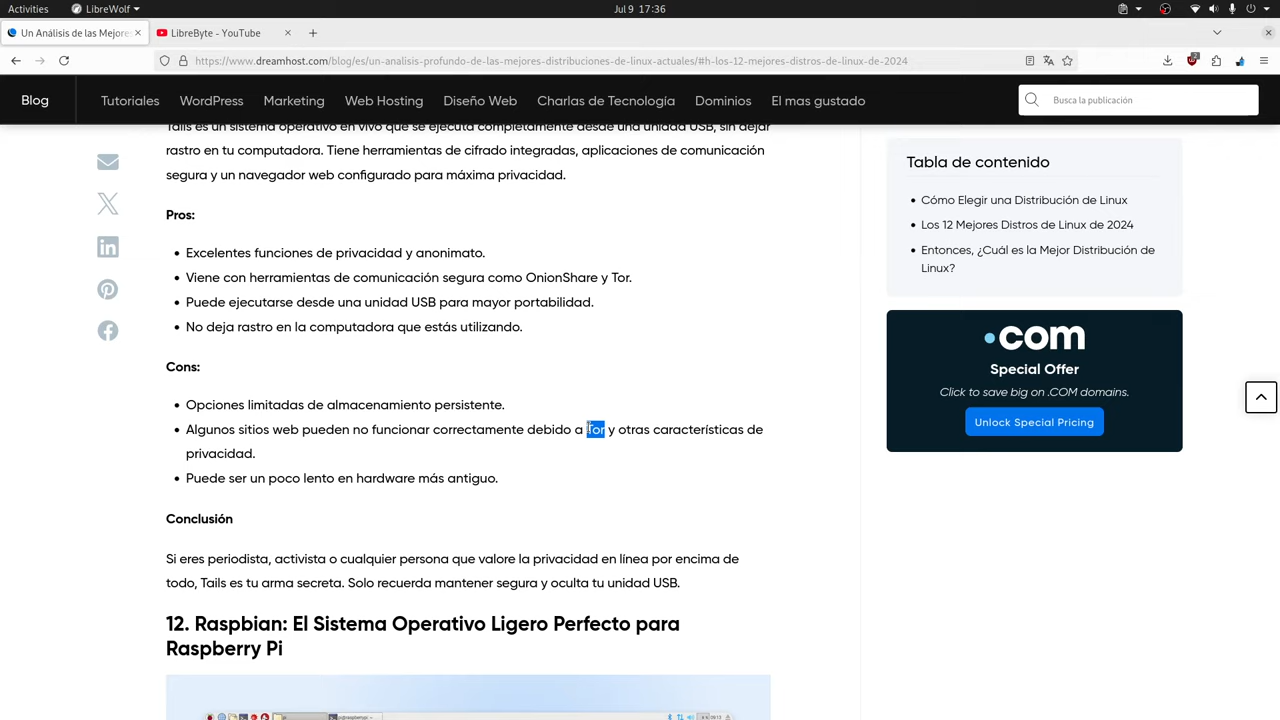 Activities
LibreWolf
Jul 9 17:36
Un Análisis de las Mejores
LibreByte - YouTube
https://www.dreamhost.com/blog/es/un-analisis-profundo-de-las-mejores-distribuciones-de-linux-actuales/#h-los-12-mejores-distros-de-linux-de-2024
Blog
Tutoriales
WordPress
Marketing
Web Hosting
Diseño Web
Charlas de Tecnología
Dominios
El mas gustado
Busca la publicación
Tails es un sistema operativo en vivo que se ejecuta completamente desde una unidad USB, sin dejar
rastro en tu computadora. Tiene herramientas de cifrado integradas, aplicaciones de comunicación
segura y un navegador web configurado para máxima privacidad.
Pros:
Excelentes funciones de privacidad y anonimato.
Viene con herramientas de comunicación segura como OnionShare y Tor.
Puede ejecutarse desde una unidad USB para mayor portabilidad.
No deja rastro en la computadora que estás utilizando.
Cons:
Opciones limitadas de almacenamiento persistente.
Algunos sitios web pueden no funcionar correctamente debido a Tor y otras características de
privacidad.
Puede ser un poco lento en hardware más antiguo.
Conclusión
Si eres periodista, activista o cualquier persona que valore la privacidad en línea por encima de
todo, Tails es tu arma secreta. Solo recuerda mantener segura y oculta tu unidad USB.
12. Raspbian: El Sistema Operativo Ligero Perfecto para
Raspberry Pi
Tabla de contenido
Cómo Elegir una Distribución de Linux
Los 12 Mejores Distros de Linux de 2024
Entonces, ¿Cuál es la Mejor Distribución de
Linux?
.com
Special Offer
Click to save big on .COM domains.
Unlock Special Pricing